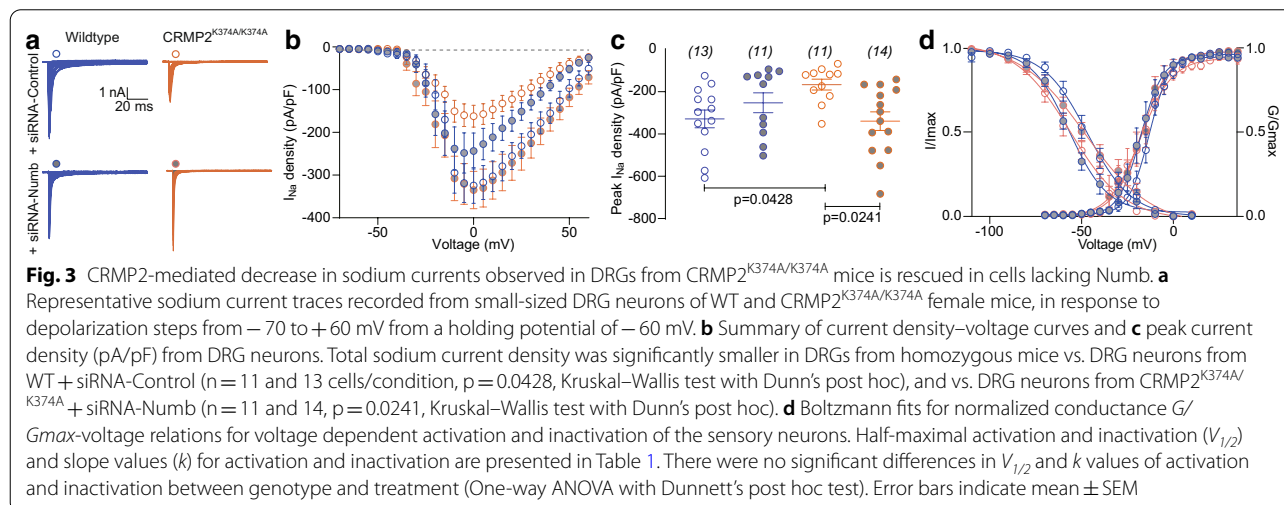 a
Wildtype
CRMP2K374A/K374A
+ siRNA-Control
1 nA
20 ms
+ siRNA-Numb
b
0
-100
-200
-300
-400
INa density (pA/pF)
-50
0
50
Voltage (mV)
c
(13)
(11)
(11)
(14)
0
-200
-400
-600
-800
Peak INa density (pA/pF)
p=0.0428
p=0.0241
d
1.0
0.5
0.0
I/Imax
1.0
0.5
0.0
G/Gmax
-100
-50
0
Voltage (mV)
Fig. 3 CRMP2-mediated decrease in sodium currents observed in DRGs from CRMP2K374A/K374A mice is rescued in cells lacking Numb. a
Representative sodium current traces recorded from small-sized DRG neurons of WT and CRMP2K374A/K374A female mice, in response to
depolarization steps from − 70 to + 60 mV from a holding potential of − 60 mV. b Summary of current density–voltage curves and c peak current
density (pA/pF) from DRG neurons. Total sodium current density was significantly smaller in DRGs from homozygous mice vs. DRG neurons from
WT + siRNA-Control (n = 11 and 13 cells/condition, p = 0.0428, Kruskal–Wallis test with Dunn's post hoc), and vs. DRG neurons from CRMP2K374A/
K374A + siRNA-Numb (n = 11 and 14, p = 0.0241, Kruskal–Wallis test with Dunn's post hoc). d Boltzmann fits for normalized conductance G/
Gmax-voltage relations for voltage dependent activation and inactivation of the sensory neurons. Half-maximal activation and inactivation (V1/2)
and slope values (k) for activation and inactivation are presented in Table 1. There were no significant differences in V1/2 and k values of activation
and inactivation between genotype and treatment (One-way ANOVA with Dunnett's post hoc test). Error bars indicate mean ± SEM